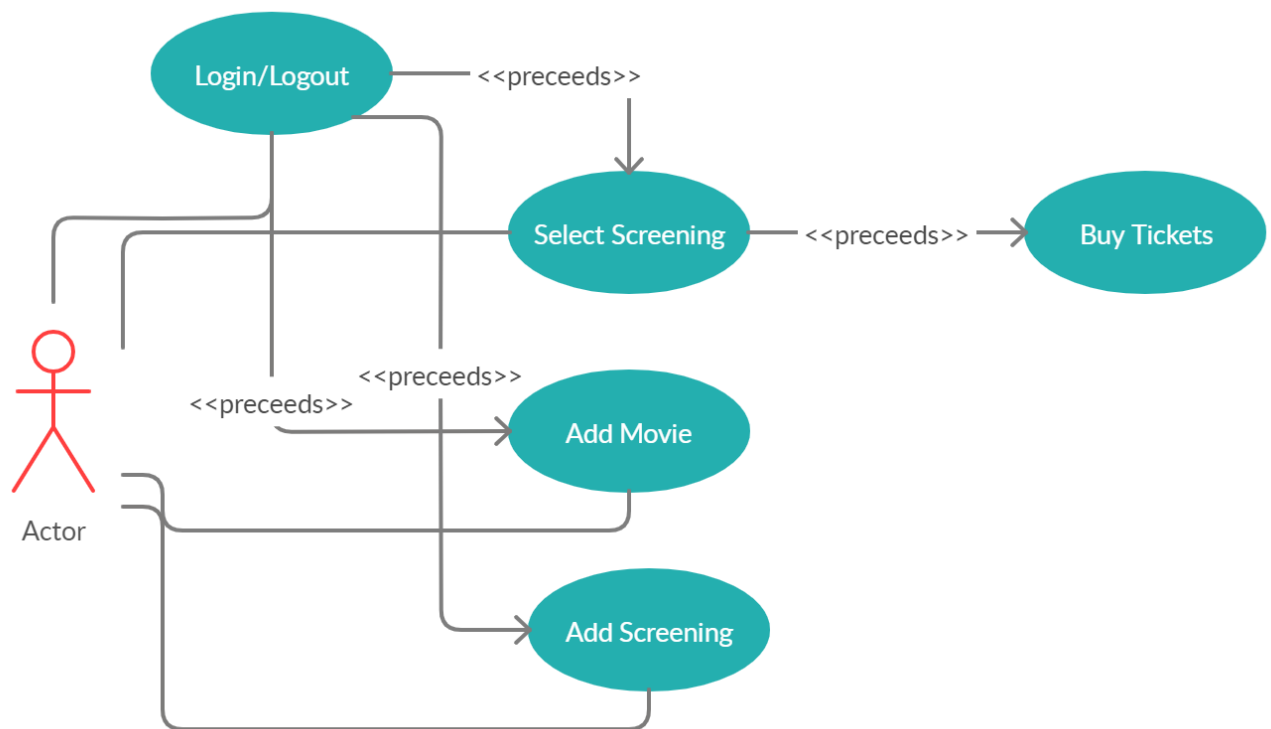 Login/Logout
<<preceeds>>
Select Screening
<<preceeds>>
Buy Tickets
<<preceeds>>
<<preceeds>>
Add Movie
Actor
Add Screening